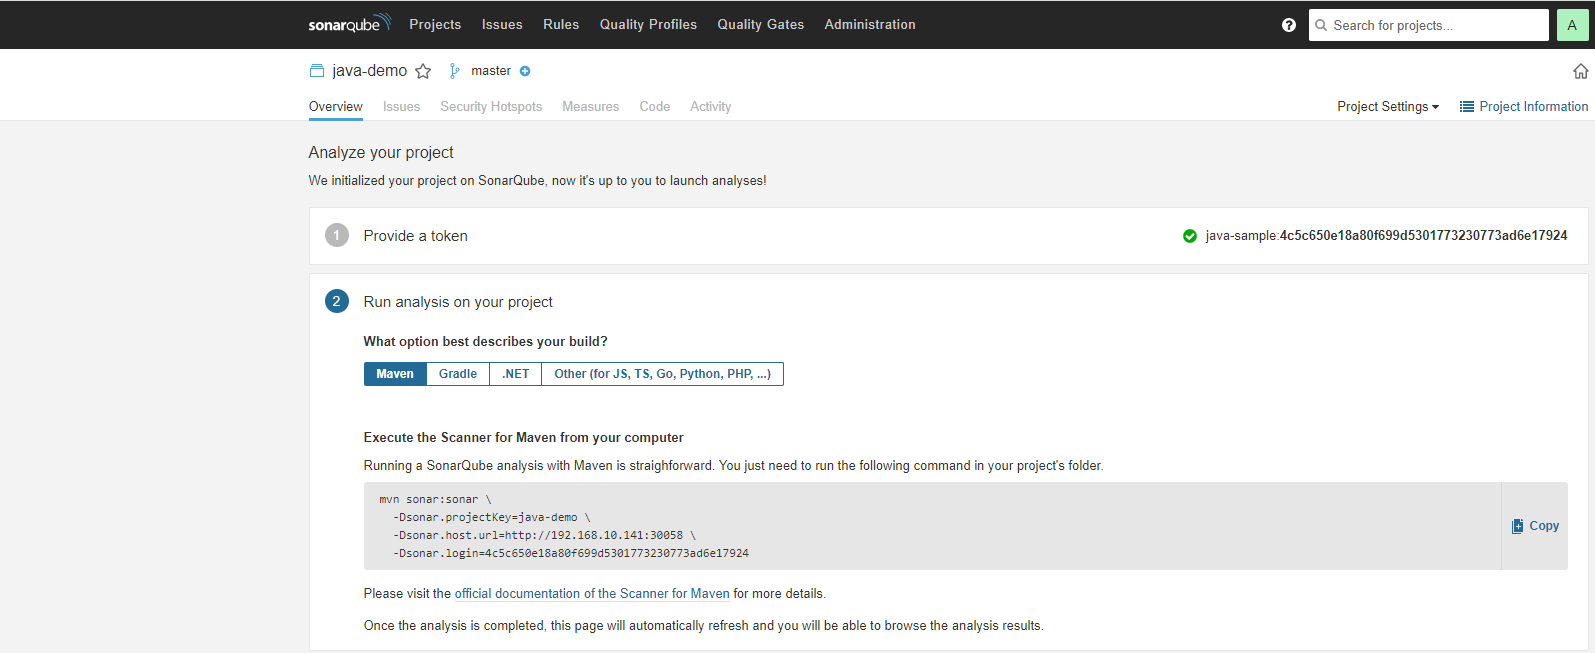 sonarqube Projects Issues Rules Quality Profiles Quality Gates Administration ? Search for projects... A
java-demo master
Overview Issues Security Hotspots Measures Code Activity Project Settings Project Information
Analyze your project
We initialized your project on SonarQube, now it's up to you to launch analyses!
1 Provide a token java-sample:4c5c650e18a80f699d5301773230773ad6e17924
2 Run analysis on your project
What option best describes your build?
Maven Gradle .NET Other (for JS, TS, Go, Python, PHP, ...)
Execute the Scanner for Maven from your computer
Running a SonarQube analysis with Maven is straighforward. You just need to run the following command in your project's folder.
mvn sonar:sonar \
-Dsonar.projectKey=java-demo \
-Dsonar.host.url=http://192.168.10.141:30058 \
-Dsonar.login=4c5c650e18a80f699d5301773230773ad6e17924
Copy
Please visit the official documentation of the Scanner for Maven for more details.
Once the analysis is completed, this page will automatically refresh and you will be able to browse the analysis results.